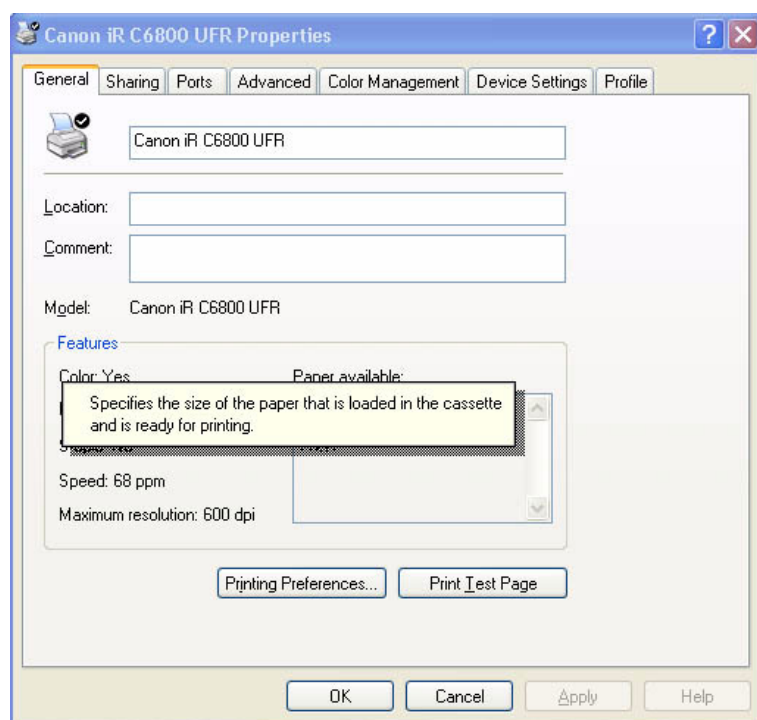 Canon iR C6800 UFR Properties
General Sharing Ports Advanced Color Management Device Settings Profile
Canon iR C6800 UFR
Location:
Comment:
Model: Canon iR C6800 UFR
Features
Color: Yes Paper available:
Specifies the size of the paper that is loaded in the cassette
and is ready for printing.
Speed: 68 ppm
Maximum resolution: 600 dpi
Printing Preferences... Print Test Page
OK Cancel Apply Help